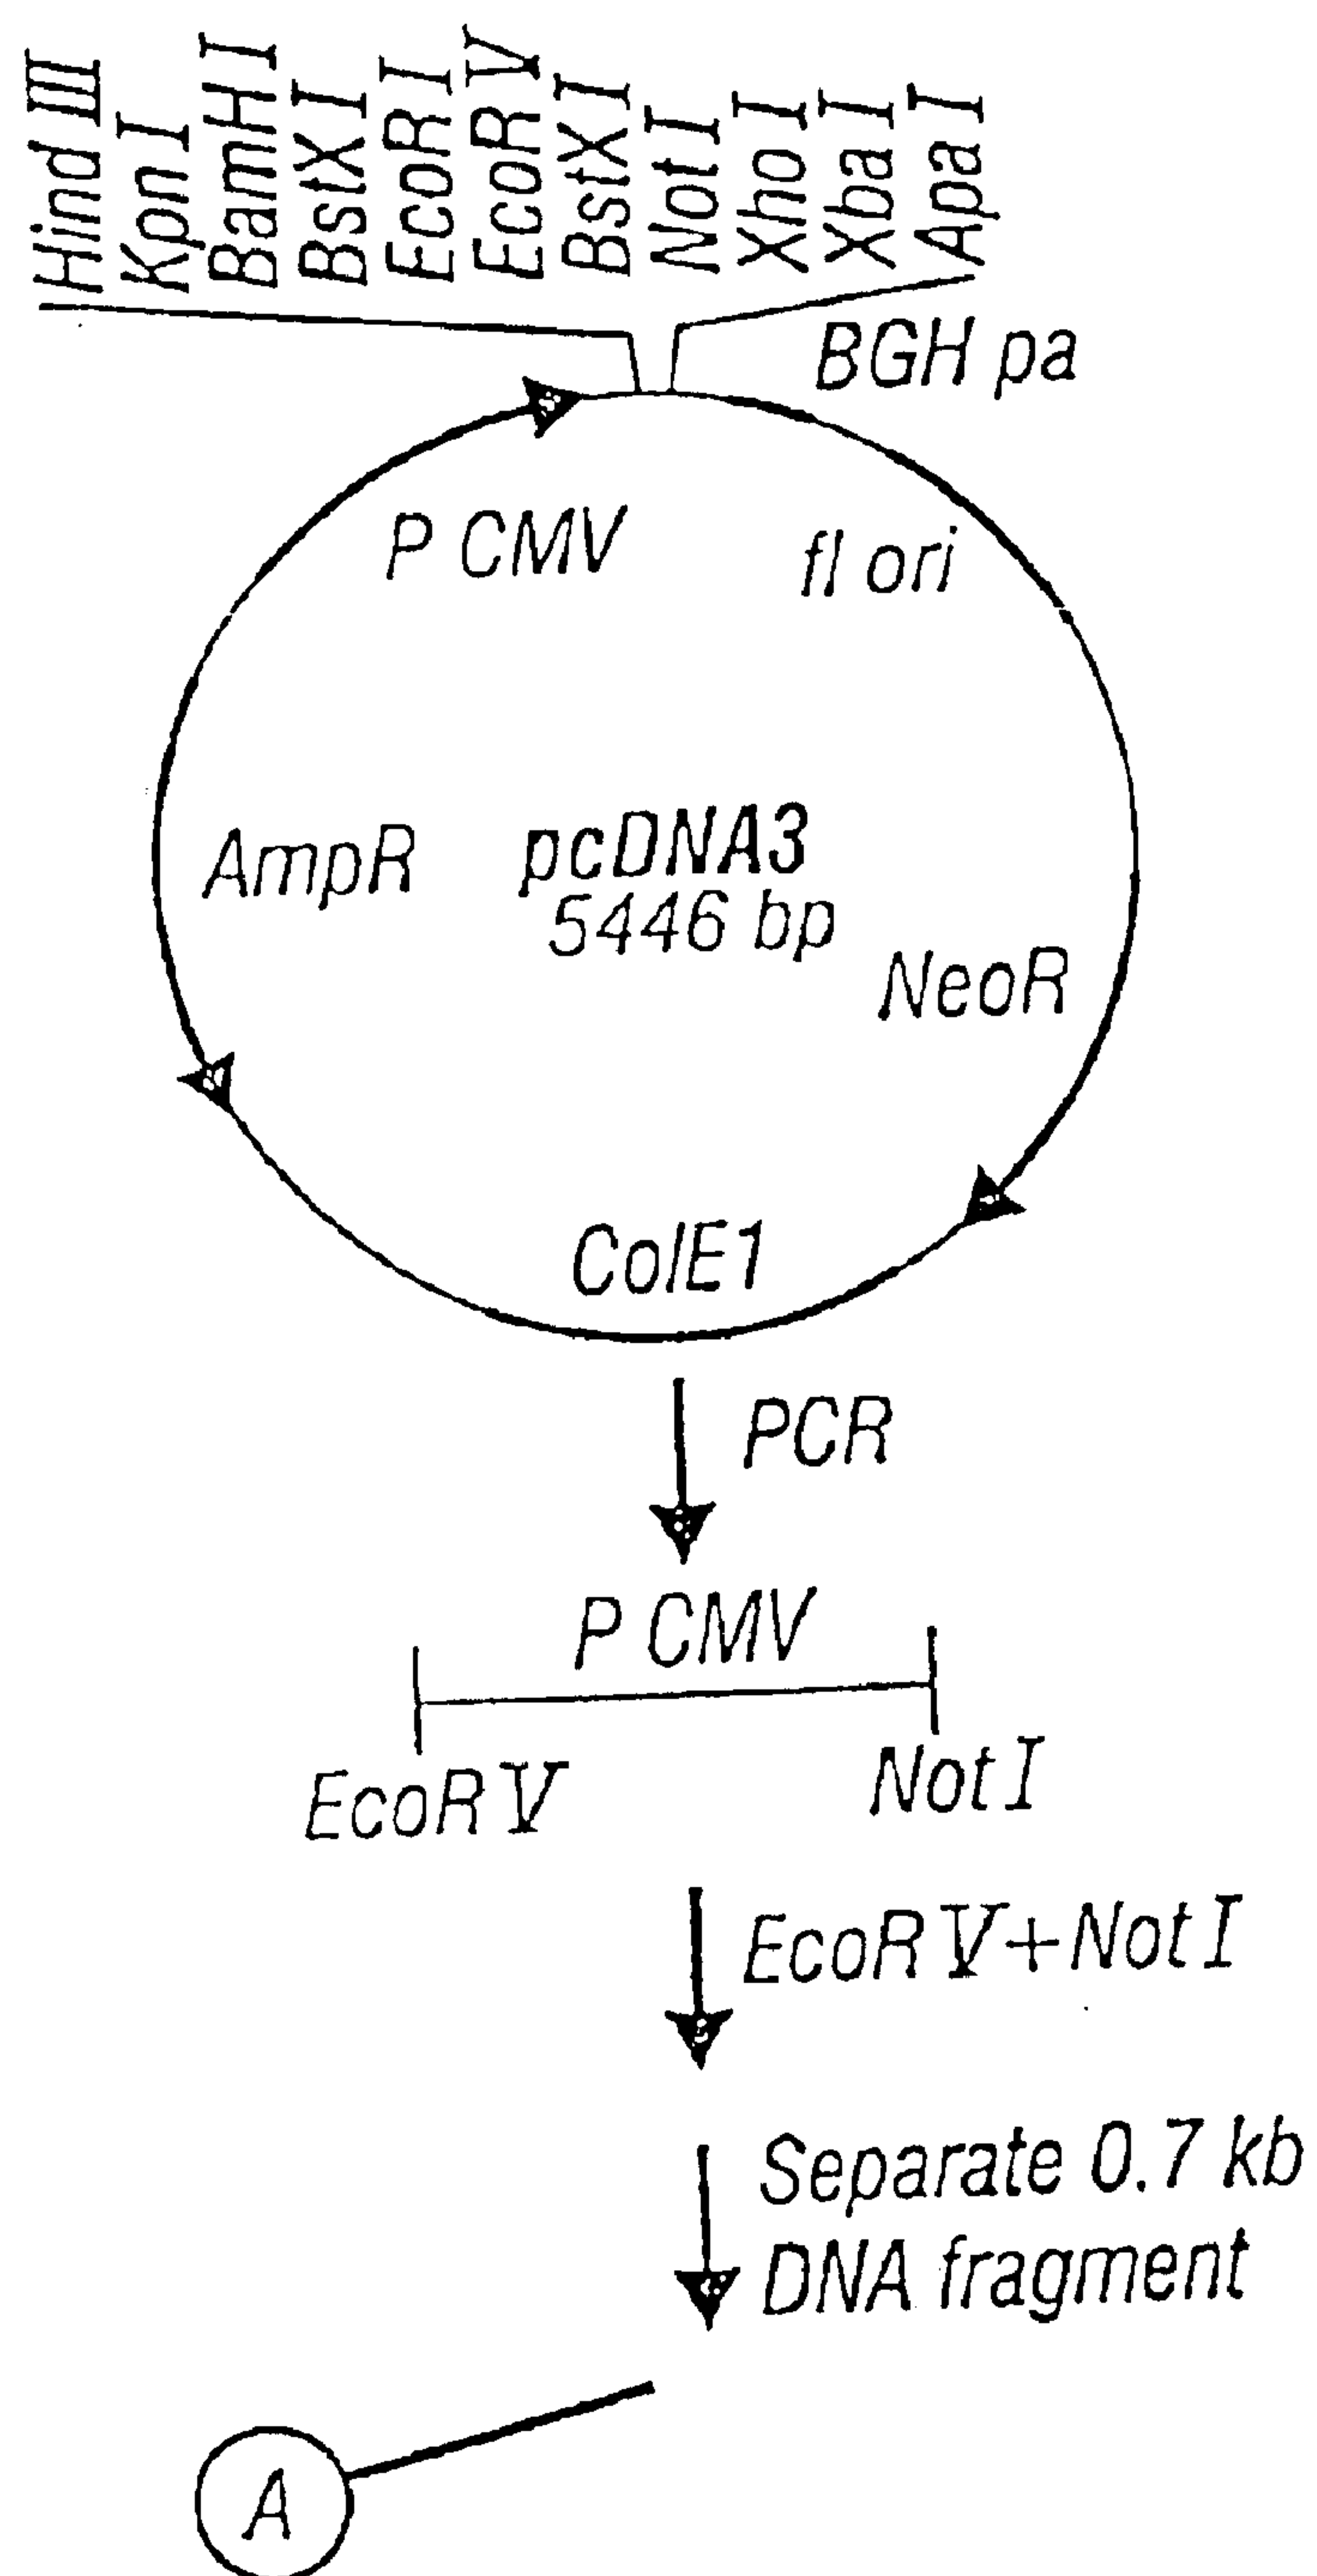 Hind III
Kpn I
BamH I
BstX I
EcoR I
EcoR V
BstX I
Not I
Xho I
Xba I
Apa I
BGH pa
P CMV
fl ori
AmpR
pcDNA3
5446 bp
NeoR
ColE1
PCR
P CMV
EcoR V
Not I
EcoR V+Not I
Separate 0.7 kb
DNA fragment
A